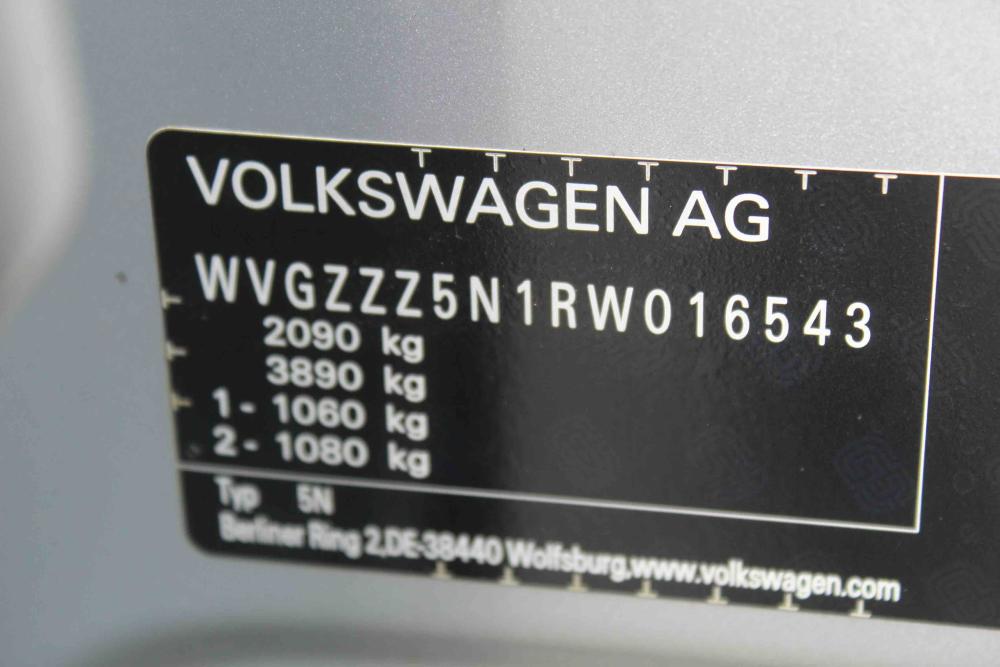 VOLKSWAGEN AG
WVGZZZ5N1RW016543
2090 kg
3890 kg
1- 1060 kg
2- 1080 kg
Typ 5N
Berliner Ring 2,DE-38440 Wolfsburg,www.volkswagen.com